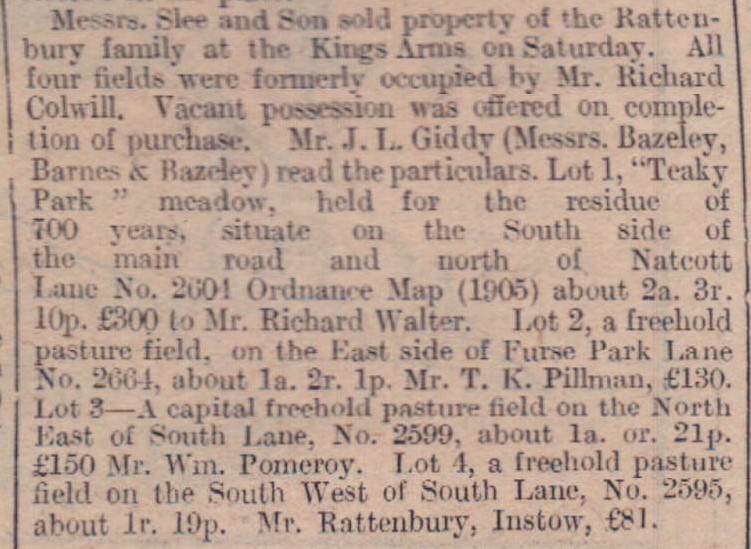 Messrs. Slee and Son sold property of the Ratten-
bury family at the Kings Arms on Saturday. All
four fields were formerly occupied by Mr. Richard
Colwill. Vacant possession was offered on comple-
tion of purchase. Mr. J. L. Giddy (Messrs. Bazeley,
Barnes & Bazeley) read the particulars. Lot 1, “Teaky
Park ” meadow, held for the residue of
700 years, situate on the South side of
the main road and north of Natcott
Lane No. 2604 Ordnance Map (1905) about 2a. 3r.
10p. £300 to Mr. Richard Walter. Lot 2, a freehold
pasture field, on the East side of Furse Park Lane
No. 2664, about 1a. 2r. 1p. Mr. T. K. Pillman, £130.
Lot 3—A capital freehold pasture field on the North
East of South Lane, No. 2599, about 1a. or. 21p.
£150 Mr. Wm. Pomeroy. Lot 4, a freehold pasture
field on the South West of South Lane, No. 2595,
about 1r. 19p. Mr. Rattenbury, Instow, £81.